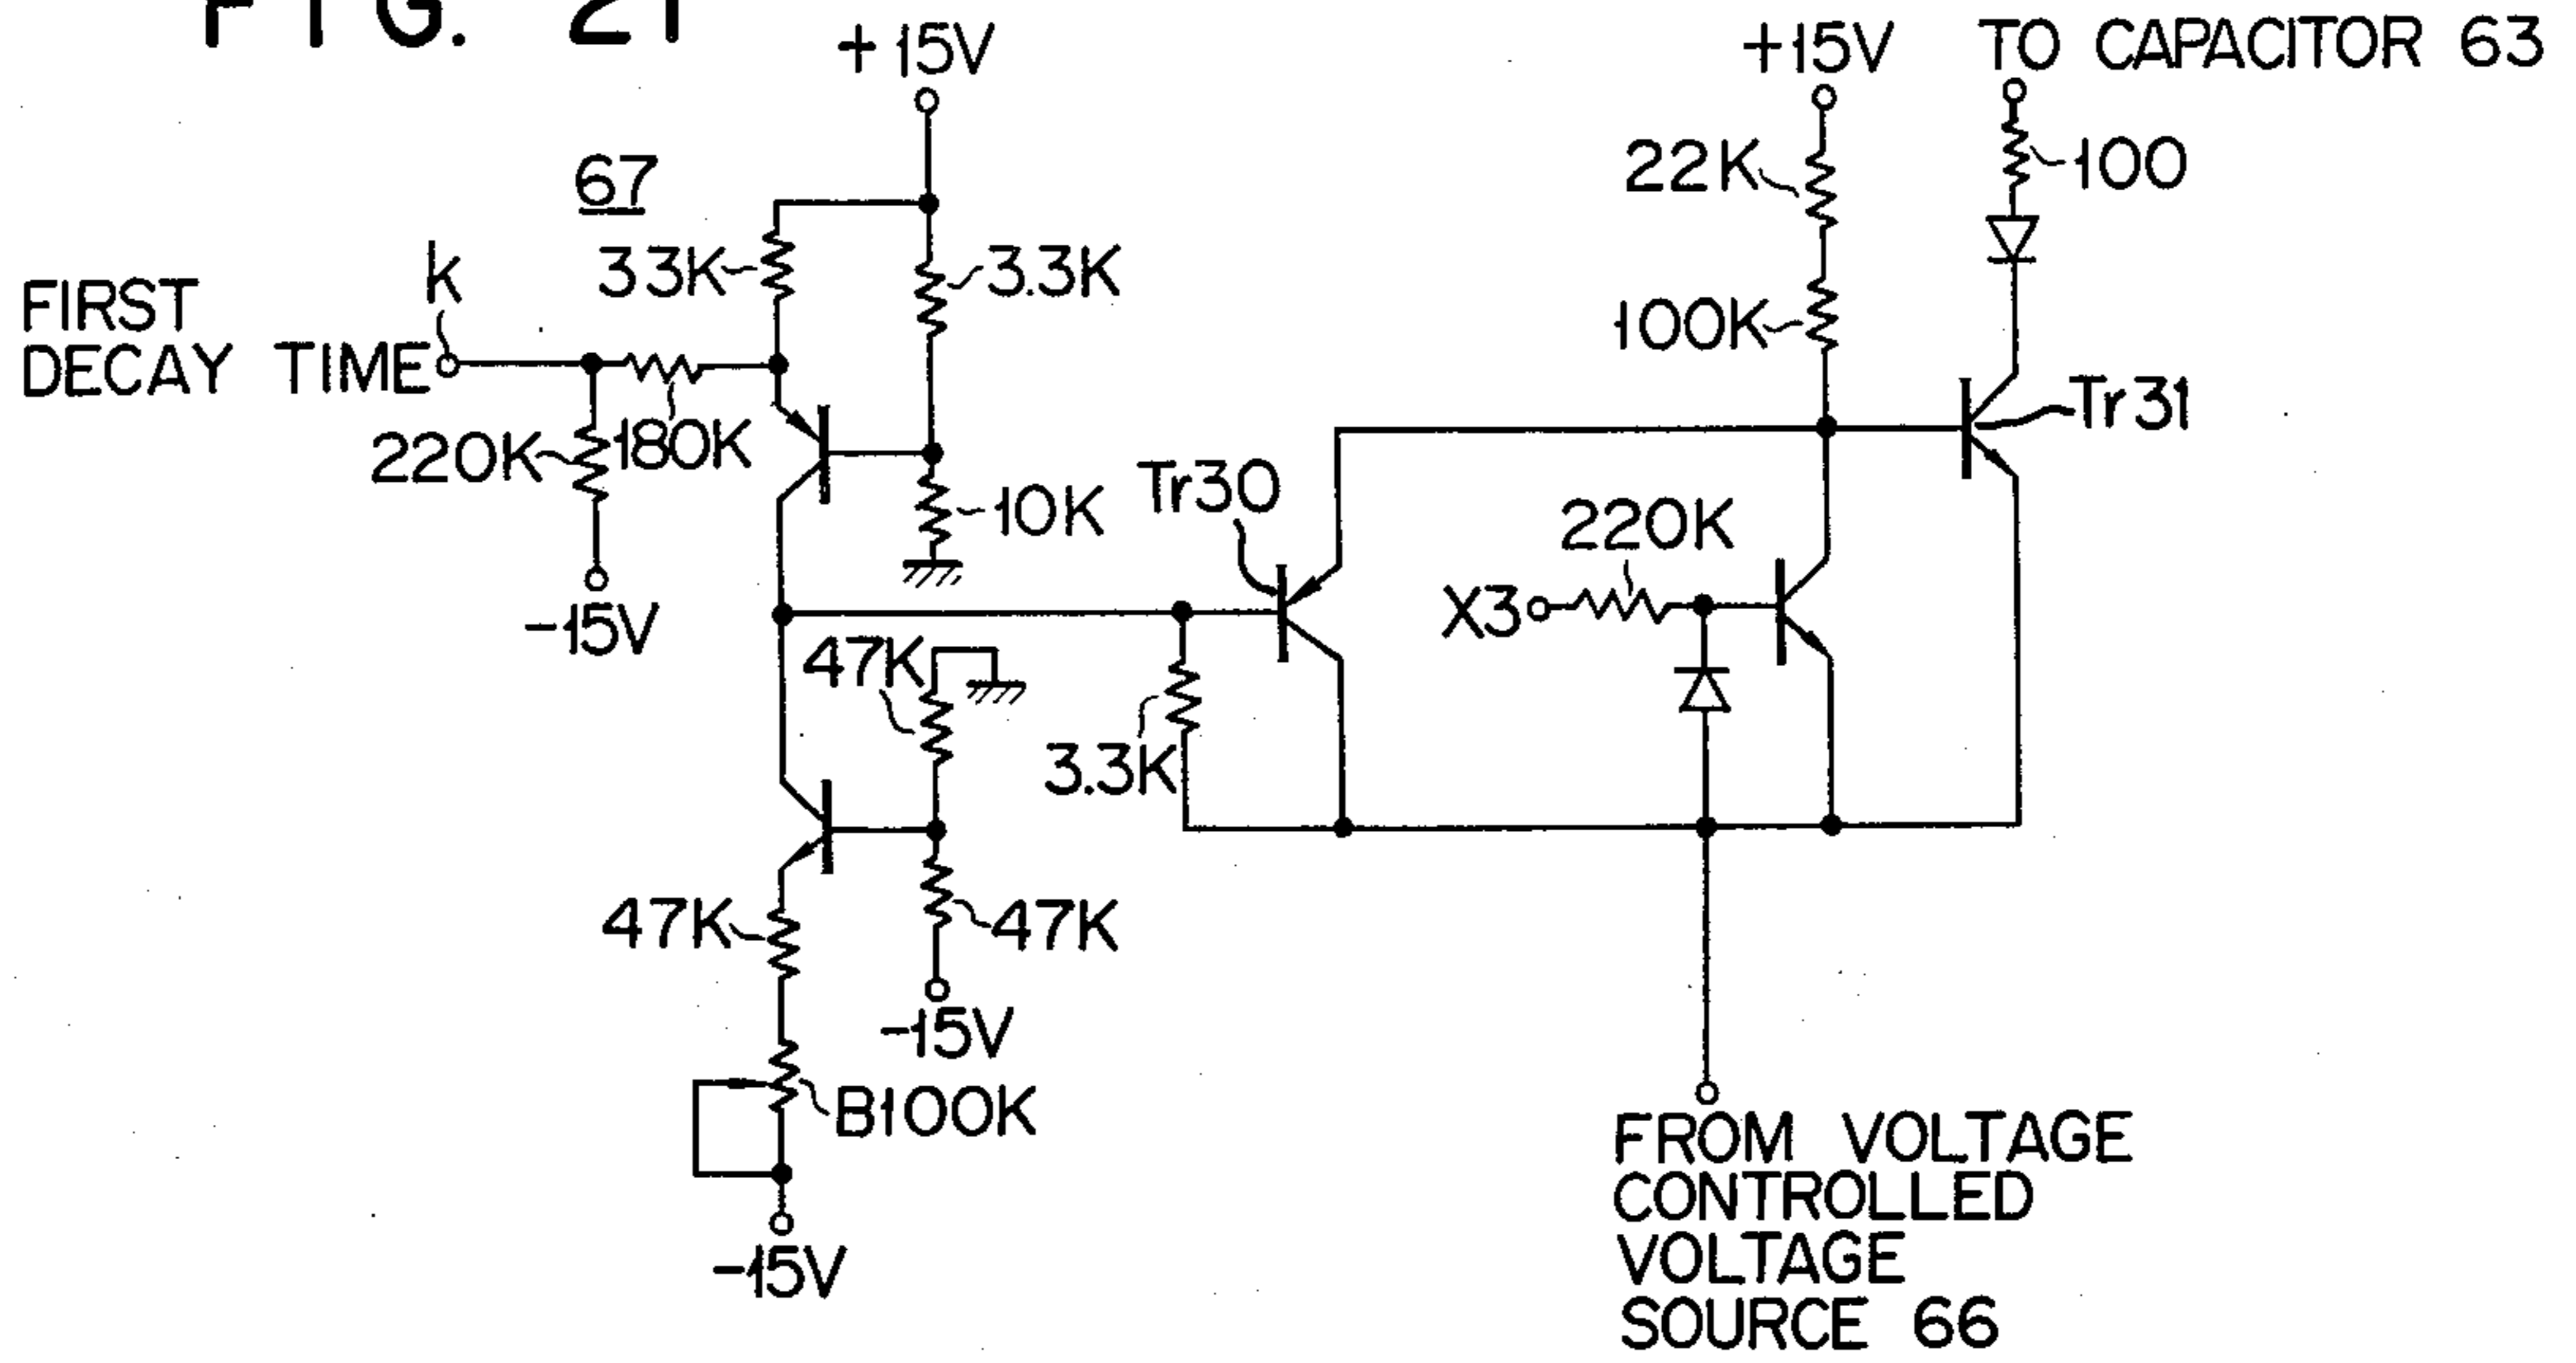 FIG. 21
+15V
+15V
TO CAPACITOR 63
67
22K
100
k
33K
3.3K
FIRST
DECAY TIME
100K
220K
180K
Tr31
10K
Tr30
220K
-15V
X3
47K
3.3K
47K
47K
-15V
B100K
-15V
FROM VOLTAGE
CONTROLLED
VOLTAGE
SOURCE 66